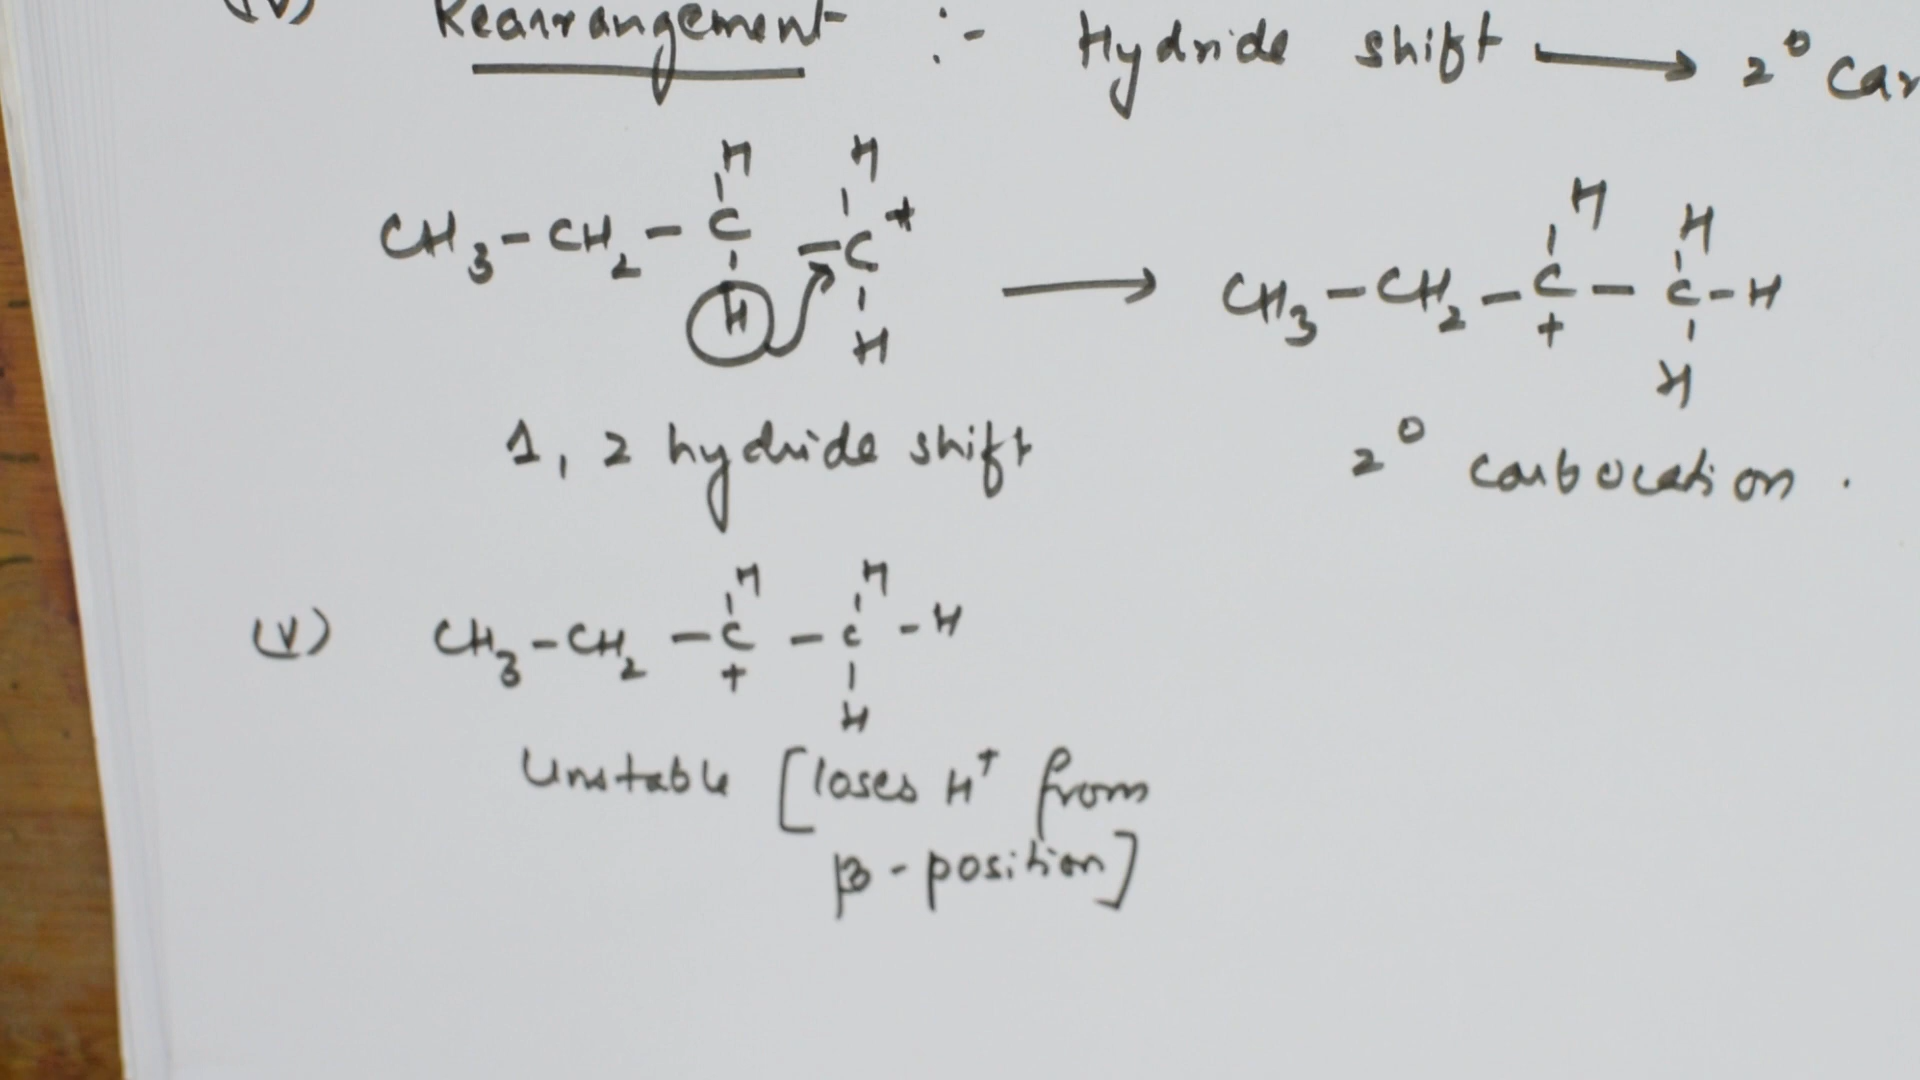 (iv) Rearrangement :- Hydride shift ⟶ 2° Car
H H
CH₃-CH₂-C -C⁺
H H
⟶
H H
CH₃-CH₂-C-C-H
+
H
1, 2 hydride shift
2° carbocation.
H H
(v) CH₃-CH₂-C-C-H
+
H
Unstable [loses H⁺ from
β-position]